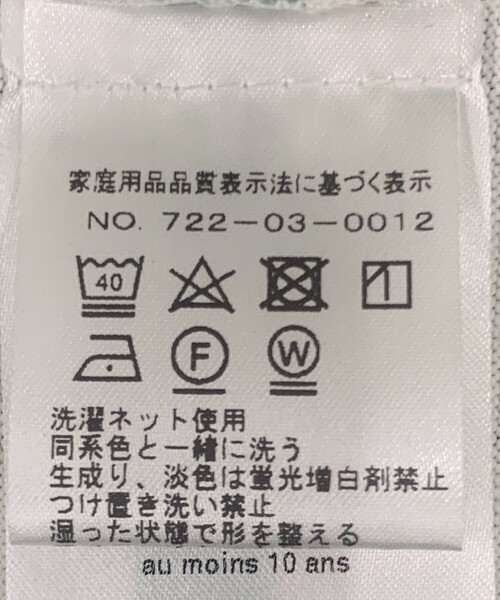 家庭用品品質表示法に基づく表示
NO. 722-03-0012
40
F W
洗濯ネット使用
同系色と一緒に洗う
生成り、淡色は蛍光増白剤禁止
つけ置き洗い禁止
湿った状態で形を整える
au moins 10 ans